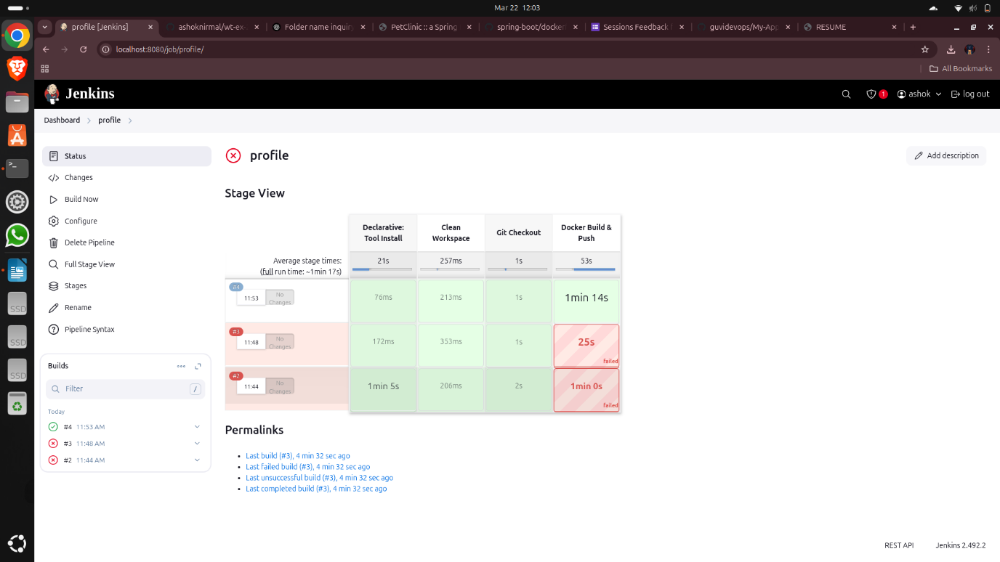 Mar 22 12:03
profile [Jenkins]
ashoknirmal/wt-ex-
Folder name inquiry
PetClinic :: a Spring
spring-boot/docker
Sessions Feedback
guvidevops/My-App
RESUME
localhost:8080/job/profile/
All Bookmarks
Jenkins
1
ashok
log out
Dashboard
profile
Status
Changes
Build Now
Configure
Delete Pipeline
Full Stage View
Stages
Rename
Pipeline Syntax
Builds
Filter
/
Today
#4 11:53 AM
#3 11:48 AM
#2 11:44 AM
profile
Add description
Stage View
Declarative:
Tool Install
Clean
Workspace
Git Checkout
Docker Build &
Push
Average stage times:
(full run time: ~1min 17s)
21s
257ms
1s
53s
#4
11:53
No
Changes
76ms
213ms
1s
1min 14s
#3
11:48
No
Changes
172ms
353ms
1s
25s
failed
#2
11:44
No
Changes
1min 5s
206ms
2s
1min 0s
failed
Permalinks
Last build (#3), 4 min 32 sec ago
Last failed build (#3), 4 min 32 sec ago
Last unsuccessful build (#3), 4 min 32 sec ago
Last completed build (#3), 4 min 32 sec ago
SSD
SSD
SSD
REST API
Jenkins 2.492.2